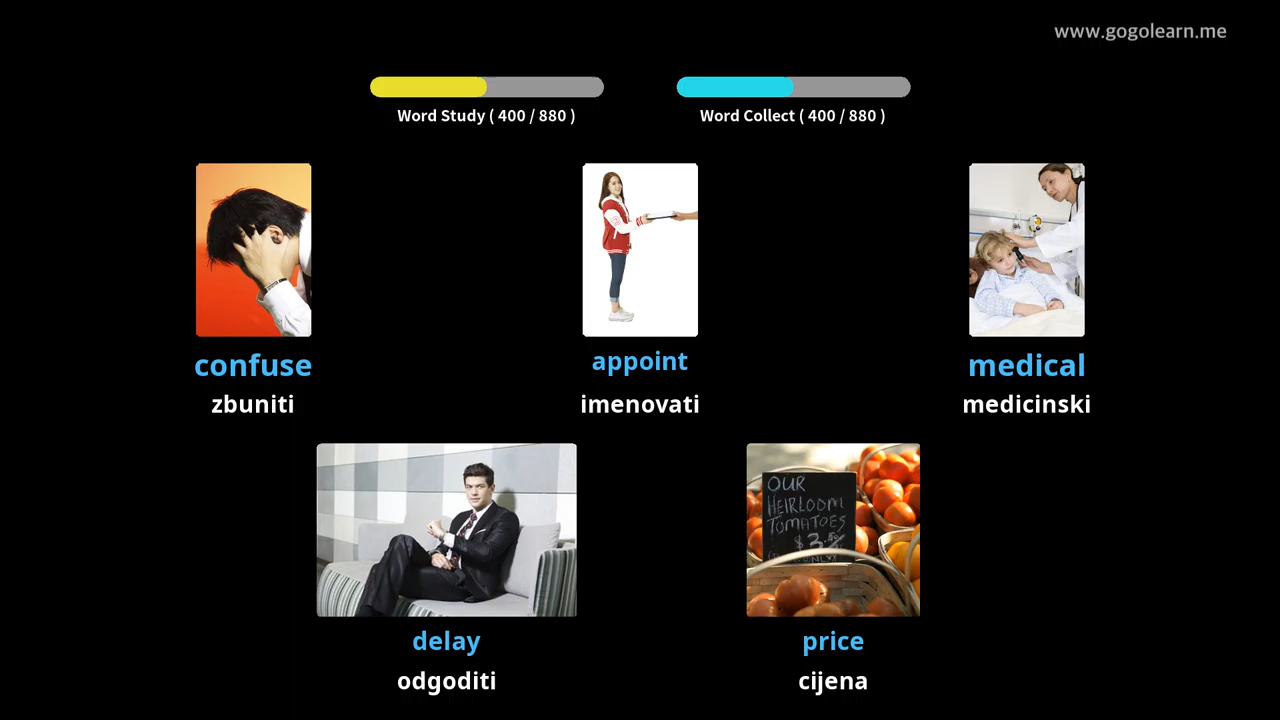 www.gogolearn.me
Word Study ( 400 / 880 )
Word Collect ( 400 / 880 )
confuse
appoint
medical
zbuniti
imenovati
medicinski
OUR
HEIRLOOM
TOMATOES
delay
price
odgoditi
cijena